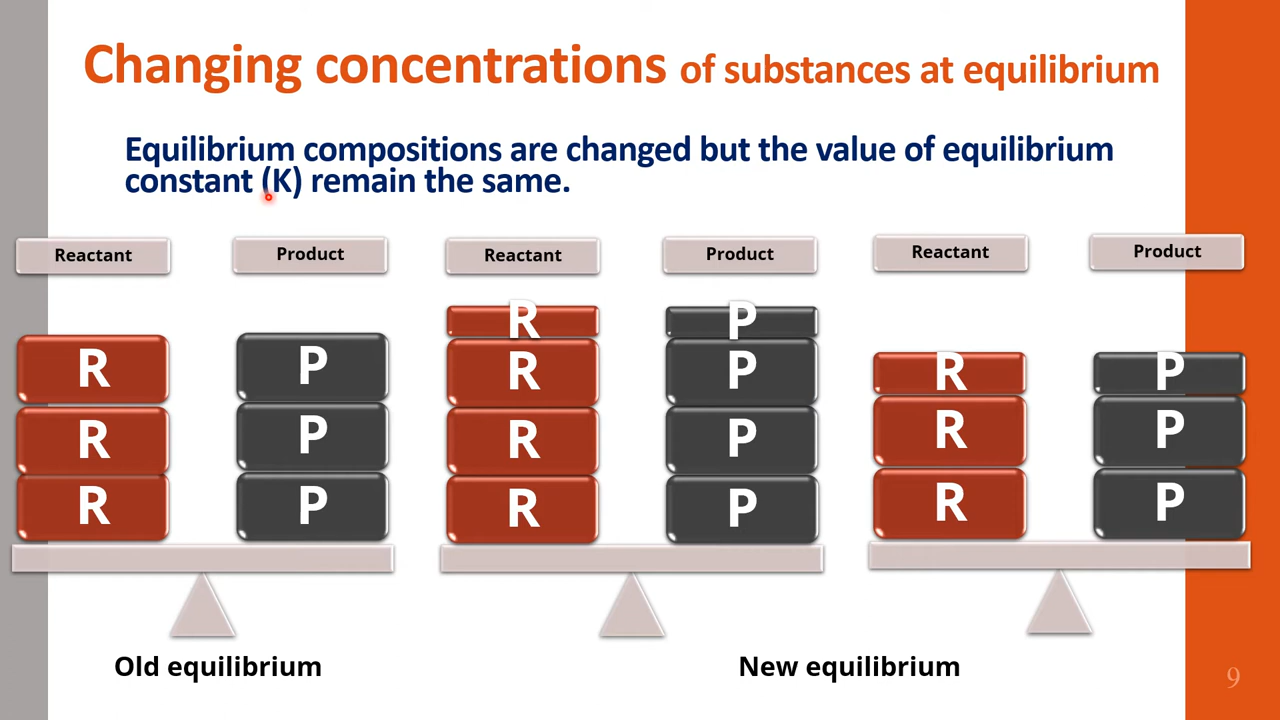 Changing concentrations of substances at equilibrium
Equilibrium compositions are changed but the value of equilibrium
constant (K) remain the same.
Reactant Product Reactant Product Reactant Product
R P
R P R P R P
R P R P R P
R P R P R P
Old equilibrium New equilibrium
9